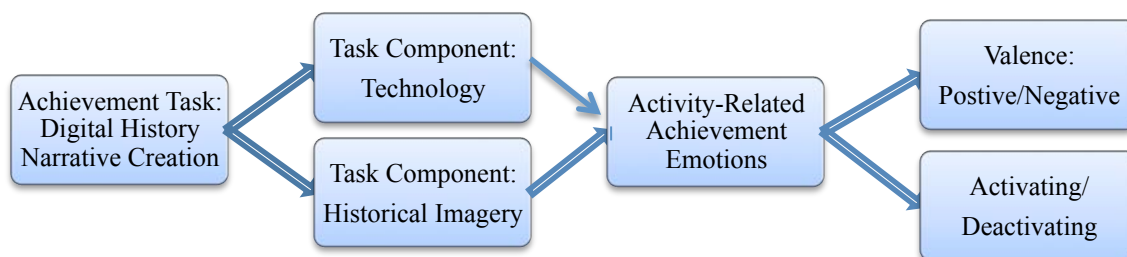 Achievement Task:
Digital History
Narrative Creation
Task Component:
Technology
Task Component:
Historical Imagery
Activity-Related
Achievement
Emotions
Valence:
Postive/Negative
Activating/
Deactivating